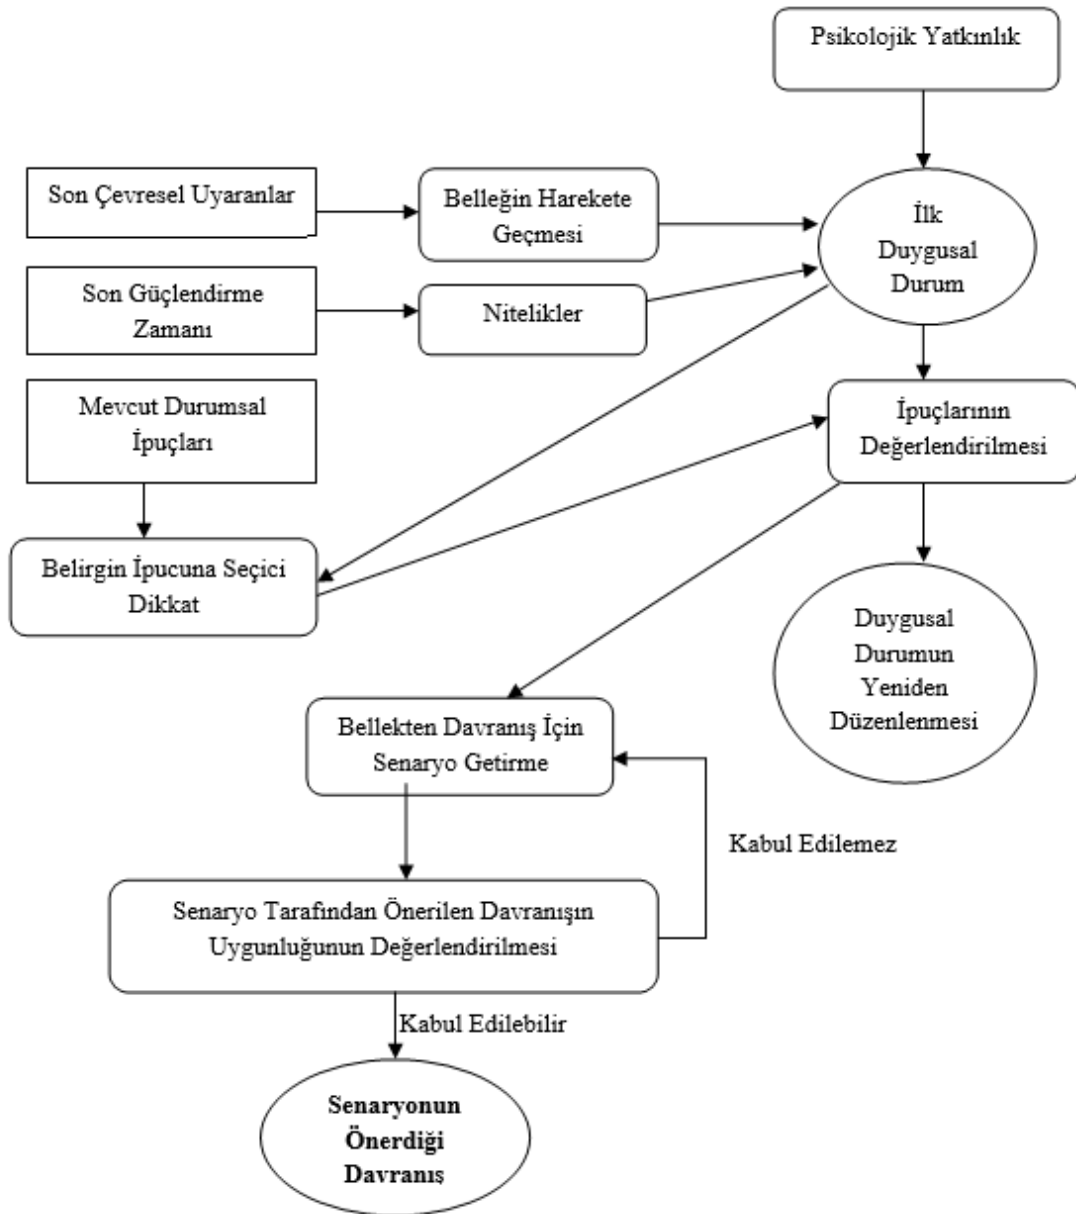 Psikolojik Yatkınlık
Son Çevresel Uyaranlar
Belleğin Harekete
Geçmesi
İlk
Duygusal
Durum
Son Güçlendirme
Zamanı
Nitelikler
Mevcut Durumsal
İpuçları
İpuçlarının
Değerlendirilmesi
Belirgin İpucuna Seçici
Dikkat
Duygusal
Durumun
Yeniden
Düzenlenmesi
Bellekten Davranış İçin
Senaryo Getirme
Kabul Edilemez
Senaryo Tarafından Önerilen Davranışın
Uygunluğunun Değerlendirilmesi
Kabul Edilebilir
Senaryonun
Önerdiği
Davranış